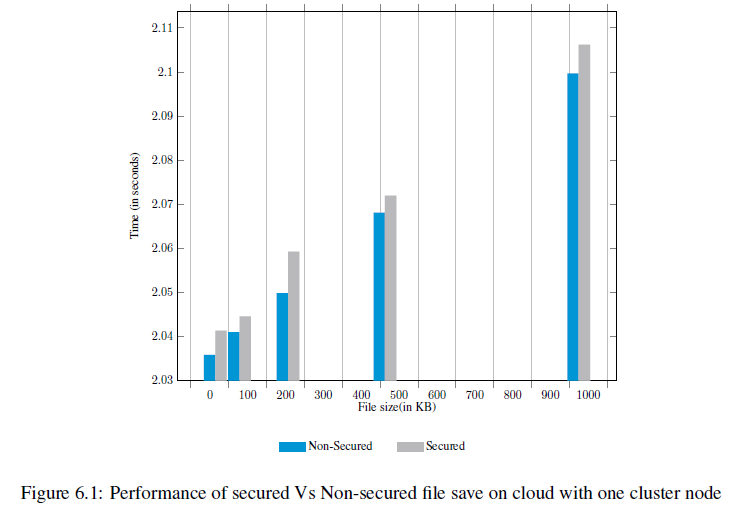 2.11
2.1
2.09
2.08
2.07
2.06
2.05
2.04
2.03
Time (in seconds)
0 100 200 300 400 500 600 700 800 900 1000
File size(in KB)
Non-Secured Secured
Figure 6.1: Performance of secured Vs Non-secured file save on cloud with one cluster node